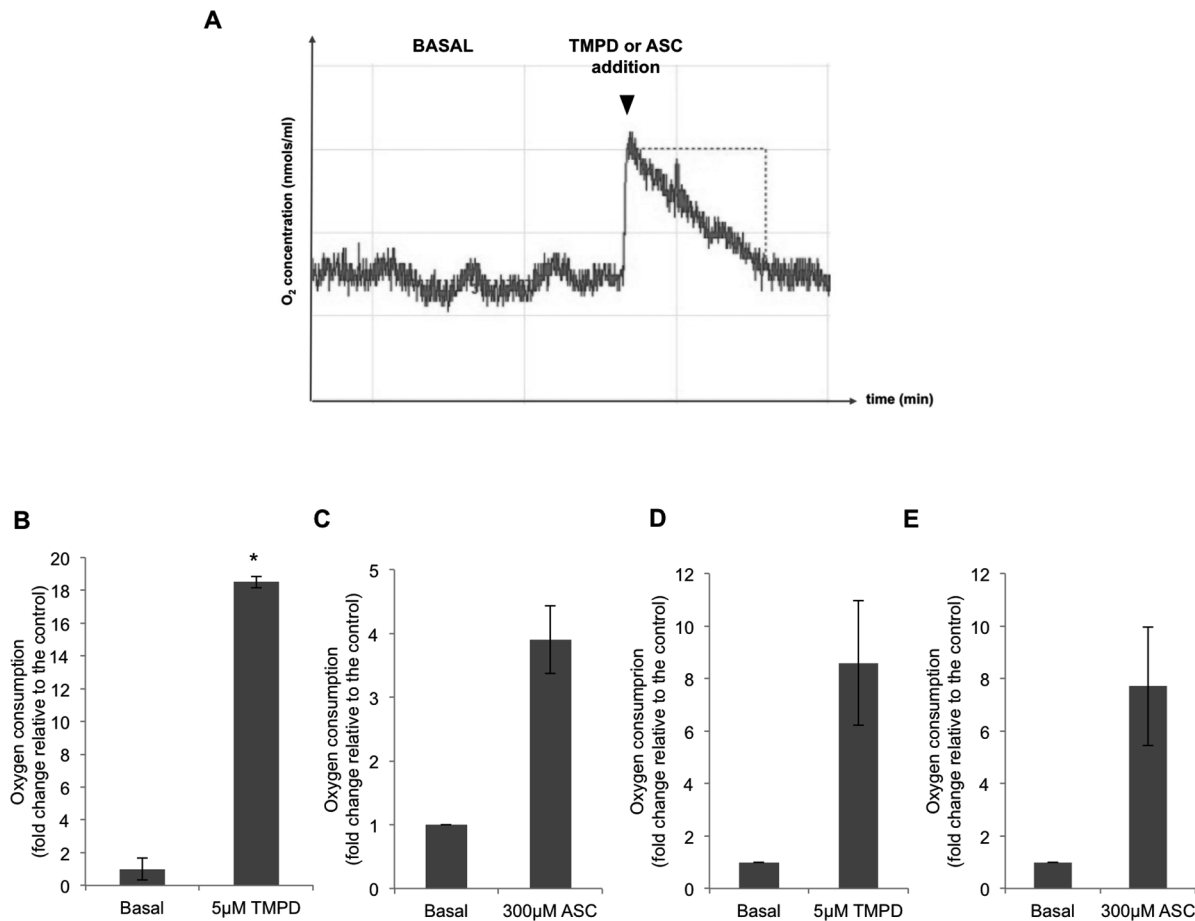 A
BASAL
TMPD or ASC
addition
O₂ concentration (nmols/ml)
time (min)
B
Oxygen consumption
(fold change relative to the control)
20
18
16
14
12
10
8
6
4
2
0
*
Basal
5µM TMPD
C
Oxygen consumption
(fold change relative to the control)
5
4
3
2
1
0
Basal
300µM ASC
D
Oxygen consumprion
(fold change relative to the control)
12
10
8
6
4
2
0
Basal
5µM TMPD
E
Oxygen consumption
(fold change relative to the control)
12
10
8
6
4
2
0
Basal
300µM ASC